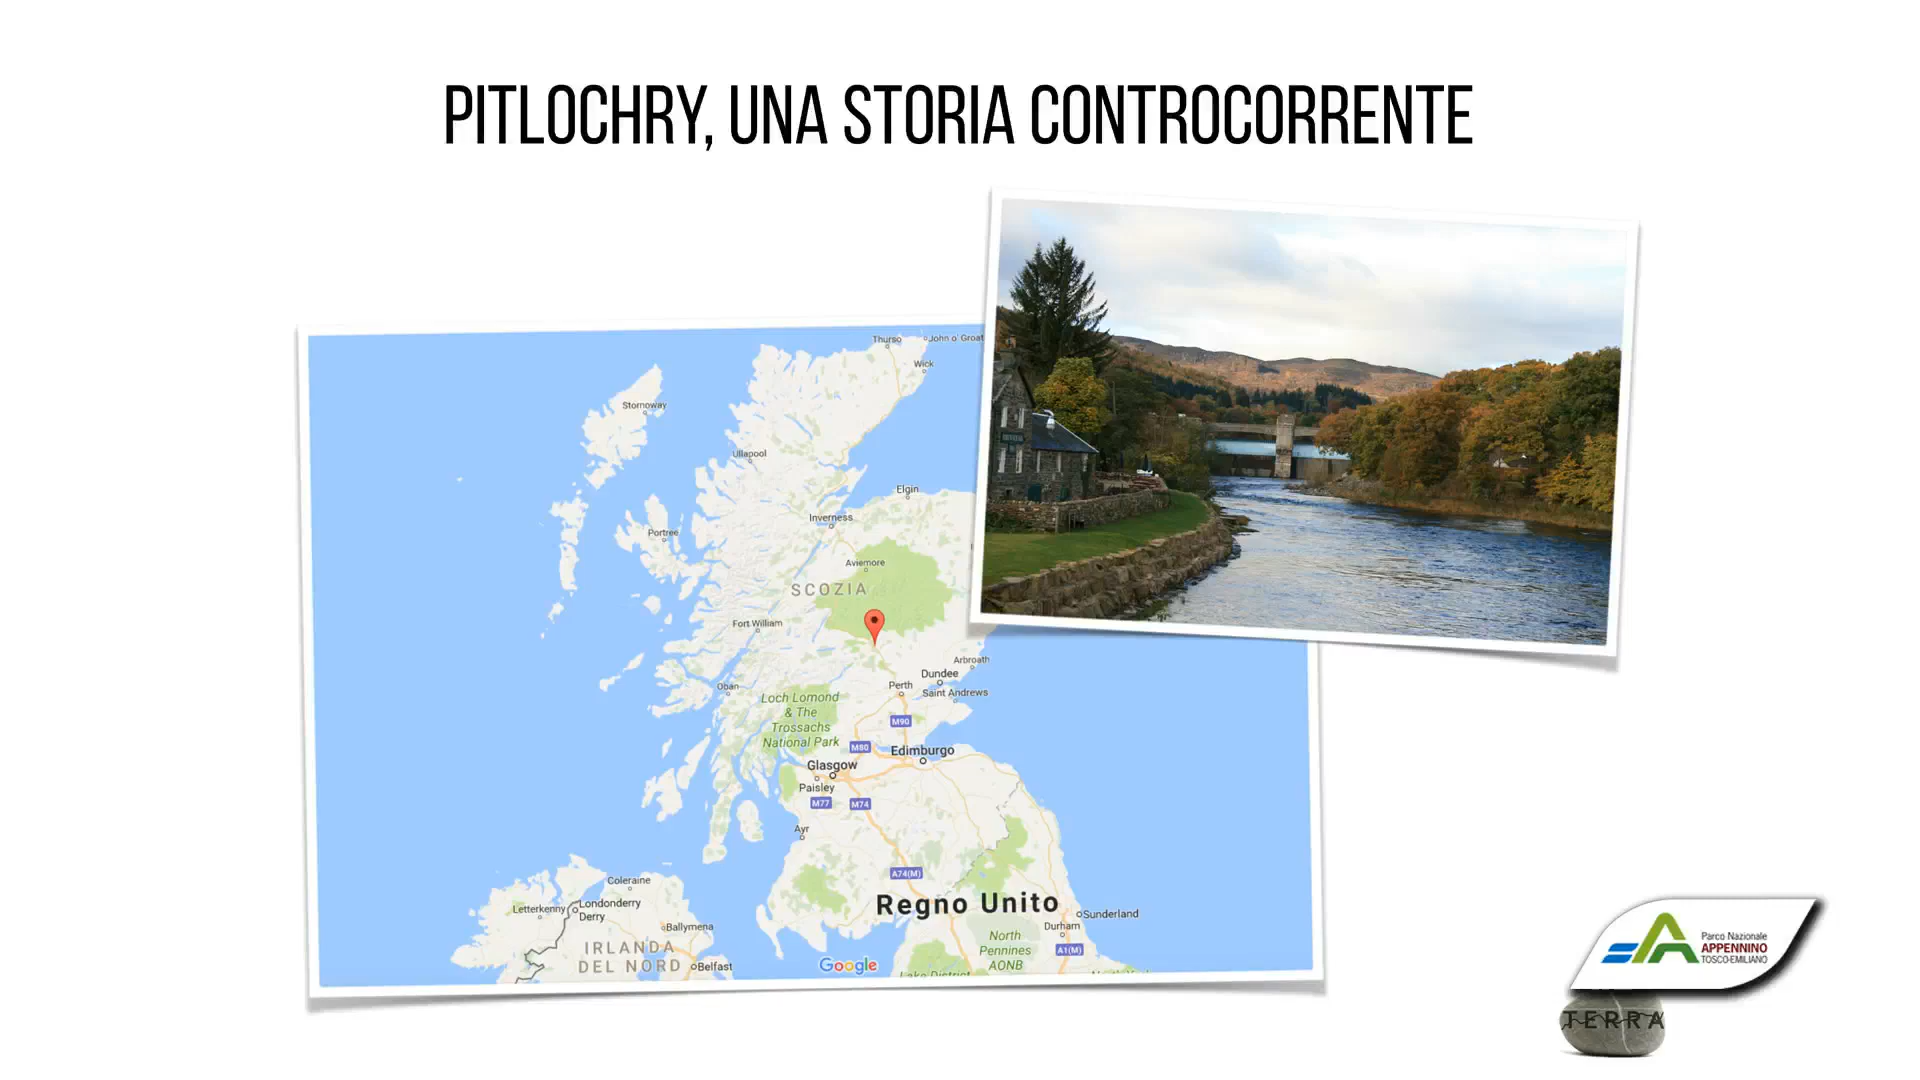 PITLOCHRY, UNA STORIA CONTROCORRENTE
Thurso
John o' Groat
Wick
Stornoway
Ullapool
Elgin
Inverness
Portree
Aviemore
SCOZIA
Fort William
Arbroath
Dundee
Perth
Saint Andrews
Oban
Loch Lomond
& The
Trossachs
National Park
M90
M80
Edimburgo
Glasgow
Paisley
M77
M74
Ayr
A74(M)
Coleraine
Londonderry
Derry
Letterkenny
Regno Unito
Sunderland
Durham
Ballymena
North
Pennines
AONB
A1(M)
IRLANDA
DEL NORD
Belfast
Google
Lake District
Parco Nazionale
APPENNINO
TOSCO-EMILIANO
TERRA